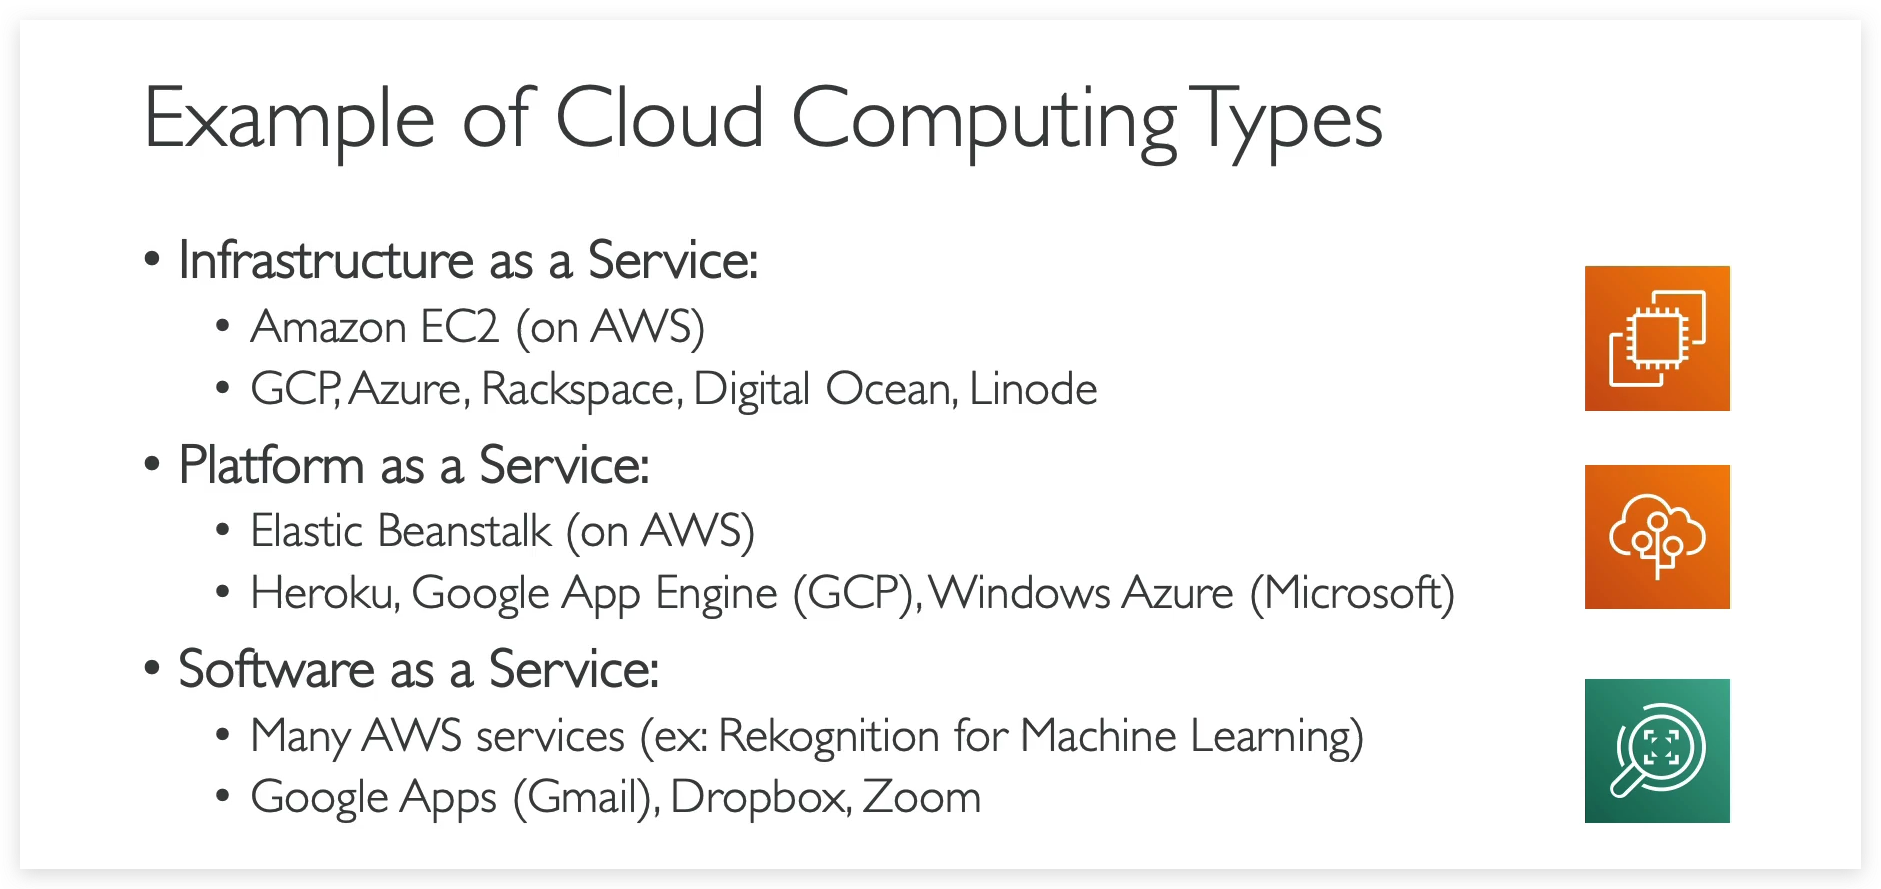 Example of Cloud Computing Types
• Infrastructure as a Service:
• Amazon EC2 (on AWS)
• GCP, Azure, Rackspace, Digital Ocean, Linode
• Platform as a Service:
• Elastic Beanstalk (on AWS)
• Heroku, Google App Engine (GCP), Windows Azure (Microsoft)
• Software as a Service:
• Many AWS services (ex: Rekognition for Machine Learning)
• Google Apps (Gmail), Dropbox, Zoom